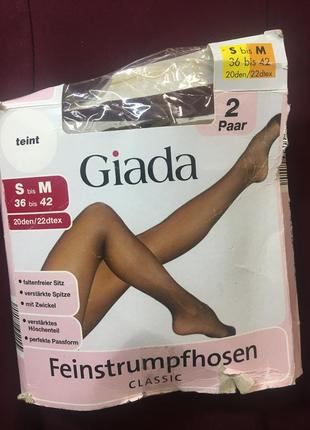 S bis M
36 bis 42
20den/22dtex
2
Paar
teint
Giada
S bis M
36 bis 42
20den/22dtex
• faltenfreier Sitz
• verstärkte Spitze
• mit Zwickel
• verstärktes
Höschenteil
• perfekte Passform
Feinstrumpfhosen
CLASSIC